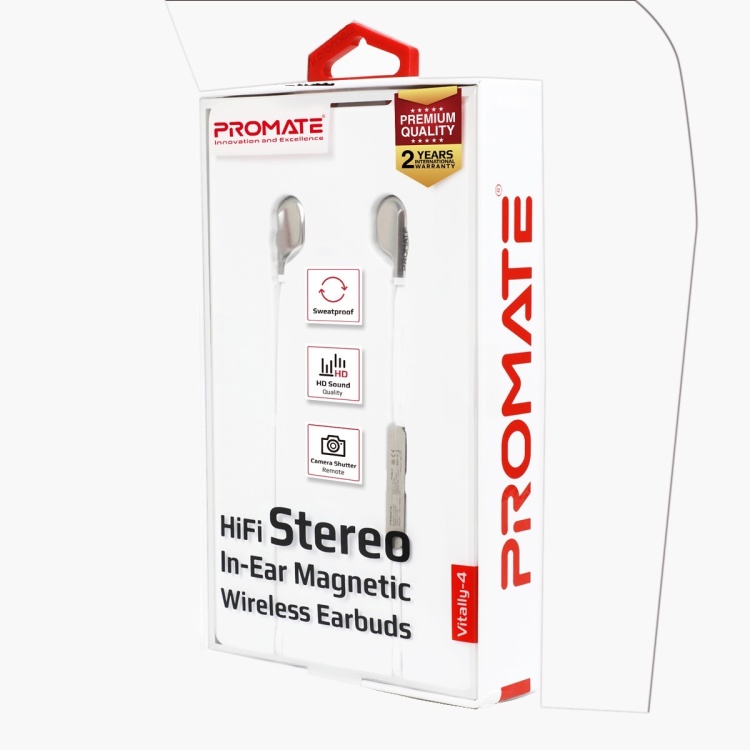 PROMATE®
Innovation and Excellence
PREMIUM
QUALITY
2 YEARS
INTERNATIONAL
WARRANTY
PROMATE
Sweatproof
HD
HD Sound
Quality
Camera Shutter
Remote
HiFi Stereo
In-Ear Magnetic
Wireless Earbuds
Vitally-4
PROMATE®